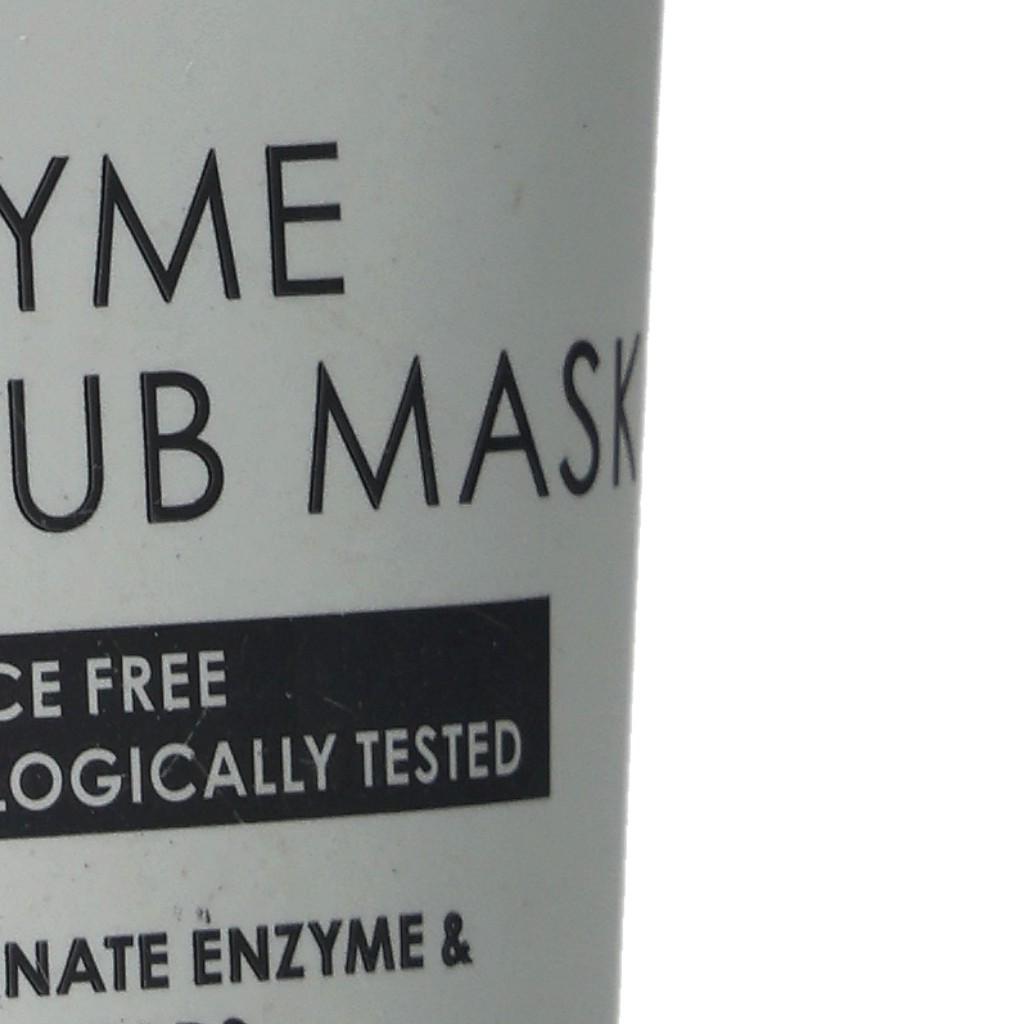 YME
UB MASK
CE FREE
LOGICALLY TESTED
NATE ENZYME &